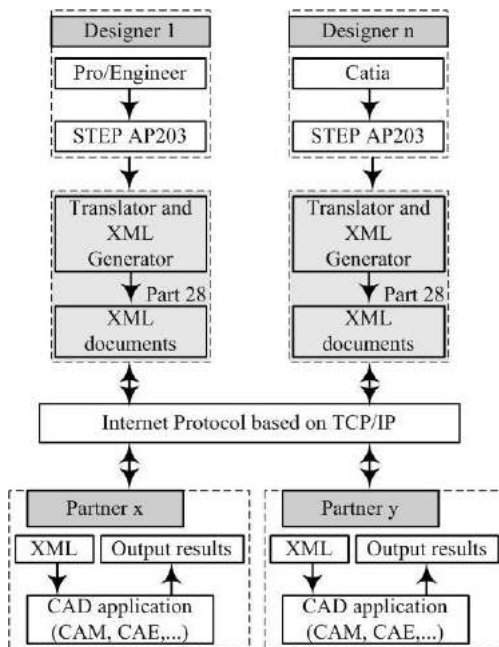 Designer 1
Pro/Engineer
STEP AP203
Translator and
XML
Generator
Part 28
XML
documents
Designer n
Catia
STEP AP203
Translator and
XML
Generator
Part 28
XML
documents
Internet Protocol based on TCP/IP
Partner x
XML
Output results
CAD application
(CAM, CAE,...)
Partner y
XML
Output results
CAD application
(CAM, CAE,...)